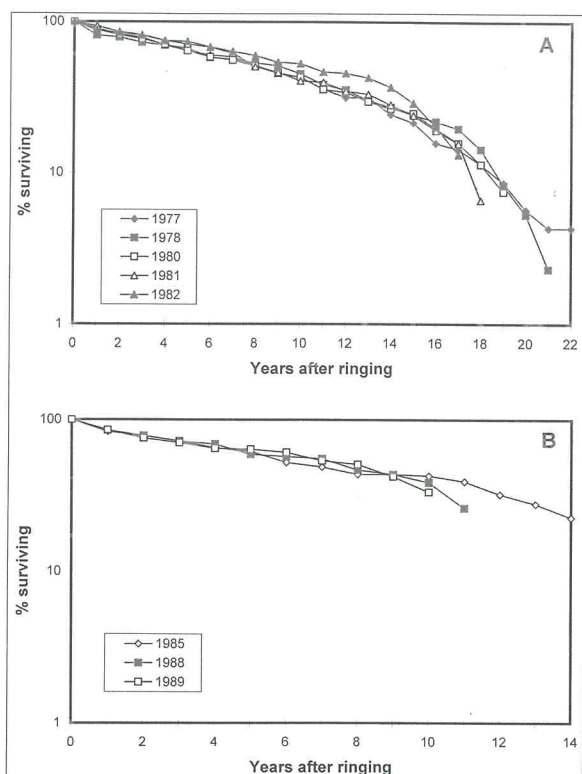 A
100
10
1
% surviving
1977
1978
1980
1981
1982
0 2 4 6 8 10 12 14 16 18 20 22
Years after ringing
B
100
10
1
% surviving
1985
1988
1989
0 2 4 6 8 10 12 14
Years after ringing